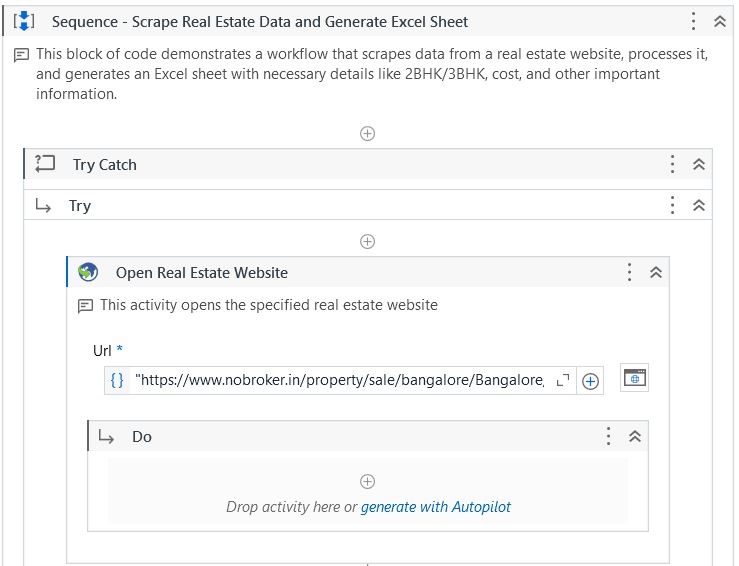 Sequence - Scrape Real Estate Data and Generate Excel Sheet
This block of code demonstrates a workflow that scrapes data from a real estate website, processes it,
and generates an Excel sheet with necessary details like 2BHK/3BHK, cost, and other important
information.
Try Catch
Try
Open Real Estate Website
This activity opens the specified real estate website
Url *
{} "https://www.nobroker.in/property/sale/bangalore/Bangalore
Do
Drop activity here or generate with Autopilot